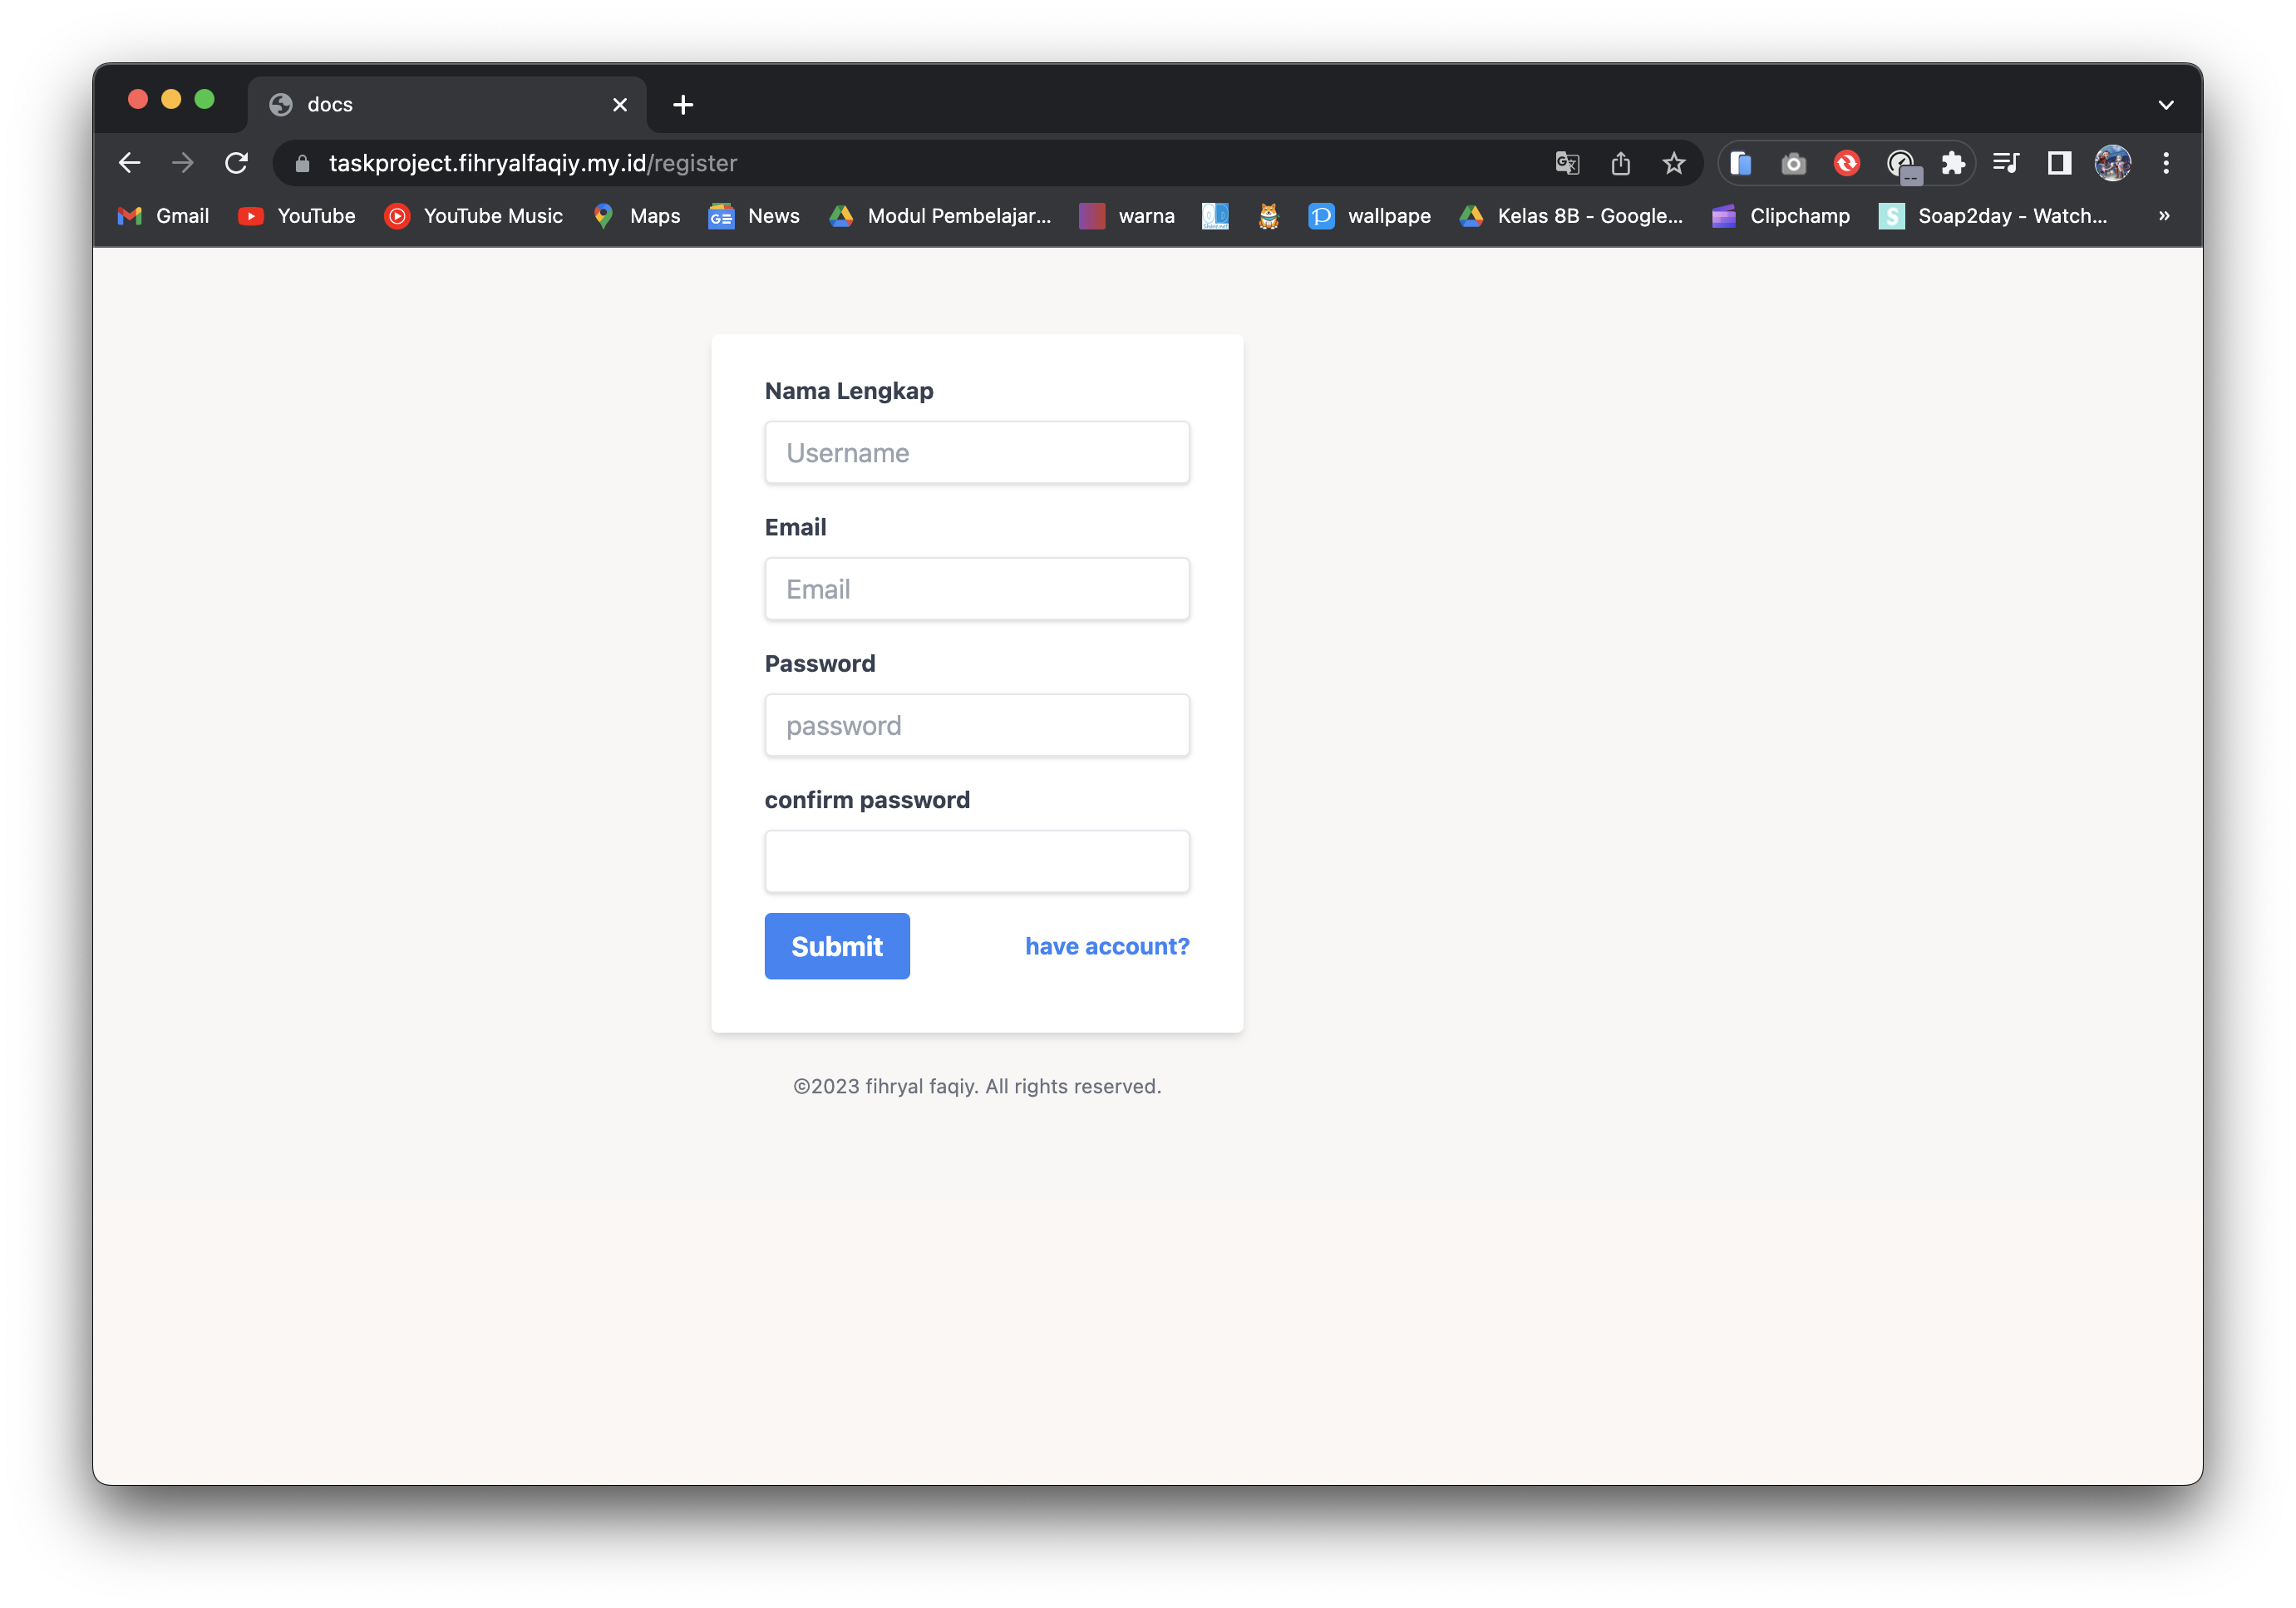 docs
taskproject.fihryalfaqiy.my.id/register
Gmail YouTube YouTube Music Maps News Modul Pembelajar... warna wallpape Kelas 8B - Google... Clipchamp Soap2day - Watch... »
Nama Lengkap
Username
Email
Email
Password
password
confirm password
Submit have account?
©2023 fihryal faqiy. All rights reserved.